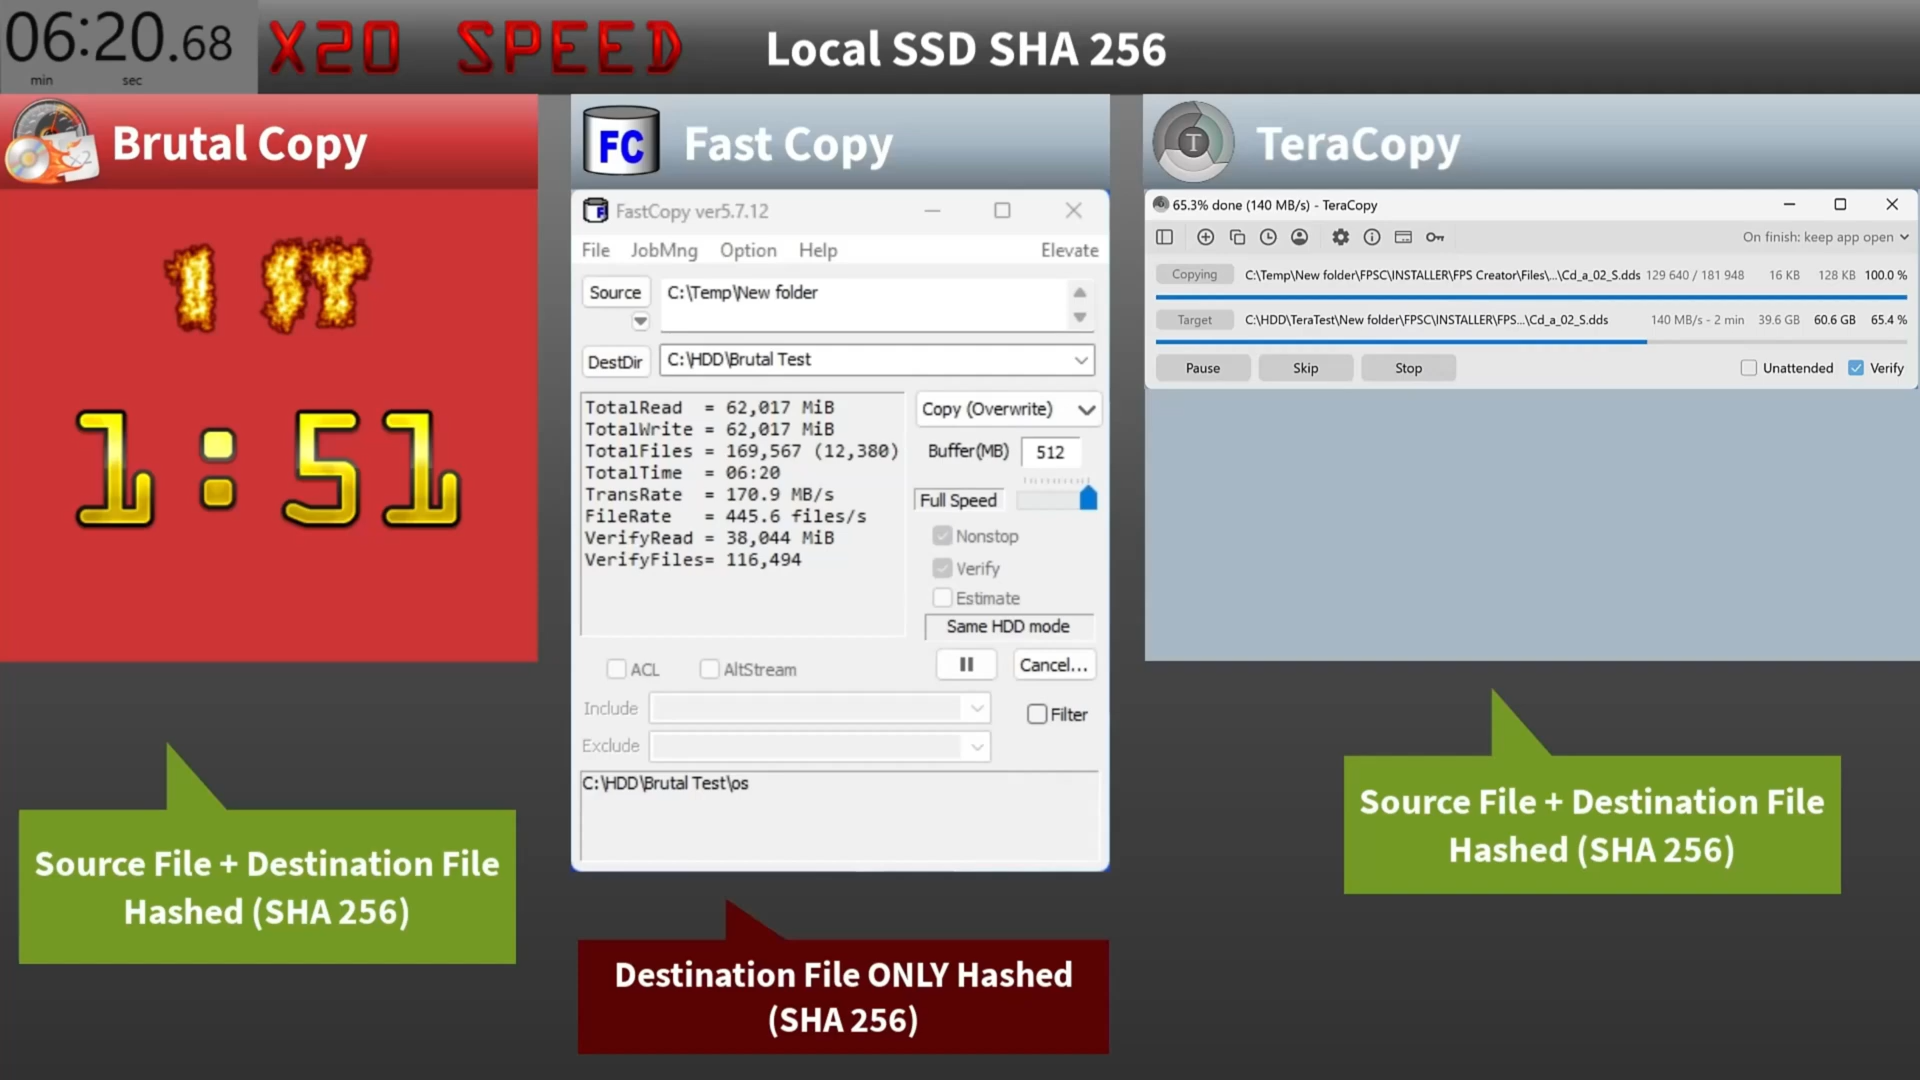 06:20.68
min sec
X20 SPEED
Local SSD SHA 256
x2
Brutal Copy
1 ST
1:51
Source File + Destination File
Hashed (SHA 256)
FC
Fast Copy
FastCopy ver5.7.12
File JobMng Option Help Elevate
Source C:\Temp\New folder
DestDir C:\HDD\Brutal Test
TotalRead = 62,017 MiB
TotalWrite = 62,017 MiB
TotalFiles = 169,567 (12,380)
TotalTime = 06:20
TransRate = 170.9 MB/s
FileRate = 445.6 files/s
VerifyRead = 38,044 MiB
VerifyFiles= 116,494
Copy (Overwrite)
Buffer(MB) 512
Full Speed
Nonstop
Verify
Estimate
Same HDD mode
ACL AltStream
Cancel...
Include
Filter
Exclude
C:\HDD\Brutal Test\os
Destination File ONLY Hashed
(SHA 256)
T
TeraCopy
65.3% done (140 MB/s) - TeraCopy
On finish: keep app open
Copying C:\Temp\New folder\FPSC\INSTALLER\FPS Creator\Files\...\Cd_a_02_S.dds 129 640 / 181 948 16 KB 128 KB 100.0 %
Target C:\HDD\TeraTest\New folder\FPSC\INSTALLER\FPS...\Cd_a_02_S.dds 140 MB/s - 2 min 39.6 GB 60.6 GB 65.4 %
Pause Skip Stop Unattended Verify
Source File + Destination File
Hashed (SHA 256)